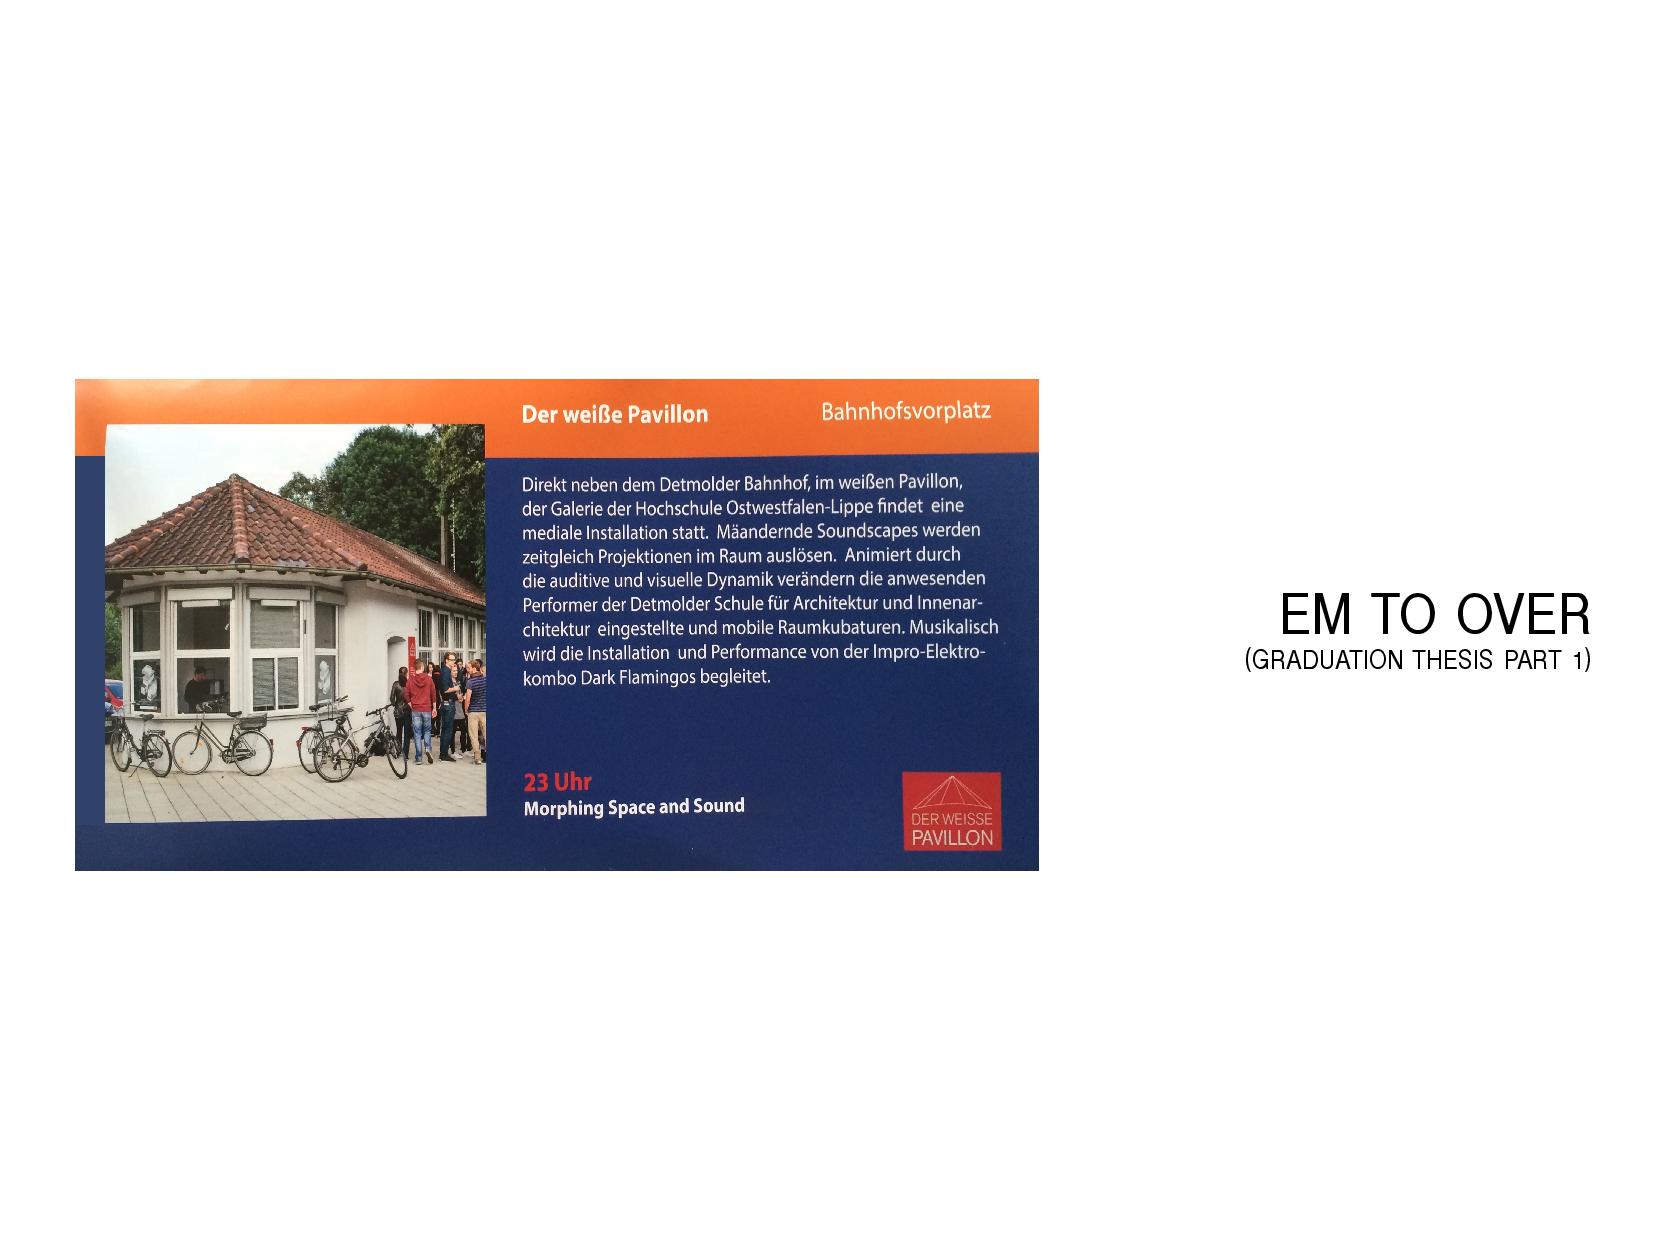 Der weiße Pavillon
Bahnhofsvorplatz
Direkt neben dem Detmolder Bahnhof, im weißen Pavillon,
der Galerie der Hochschule Ostwestfalen-Lippe findet eine
mediale Installation statt. Mäandernde Soundscapes werden
zeitgleich Projektionen im Raum auslösen. Animiert durch
die auditive und visuelle Dynamik verändern die anwesenden
Performer der Detmolder Schule für Architektur und Innenar-
chitektur eingestellte und mobile Raumkubaturen. Musikalisch
wird die Installation und Performance von der Impro-Elektro-
kombo Dark Flamingos begleitet.
23 Uhr
Morphing Space and Sound
DER WEISSE
PAVILLON
EM TO OVER
(GRADUATION THESIS PART 1)